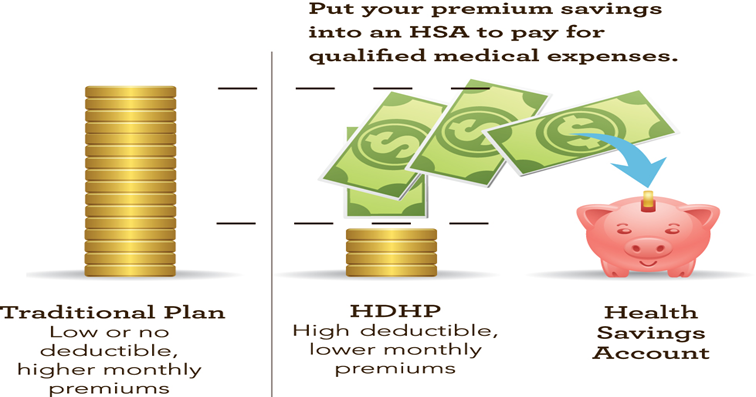 Put your premium savings
into an HSA to pay for
qualified medical expenses.
Traditional Plan
Low or no
deductible,
higher monthly
premiums
HDHP
High deductible,
lower monthly
premiums
Health
Savings
Account